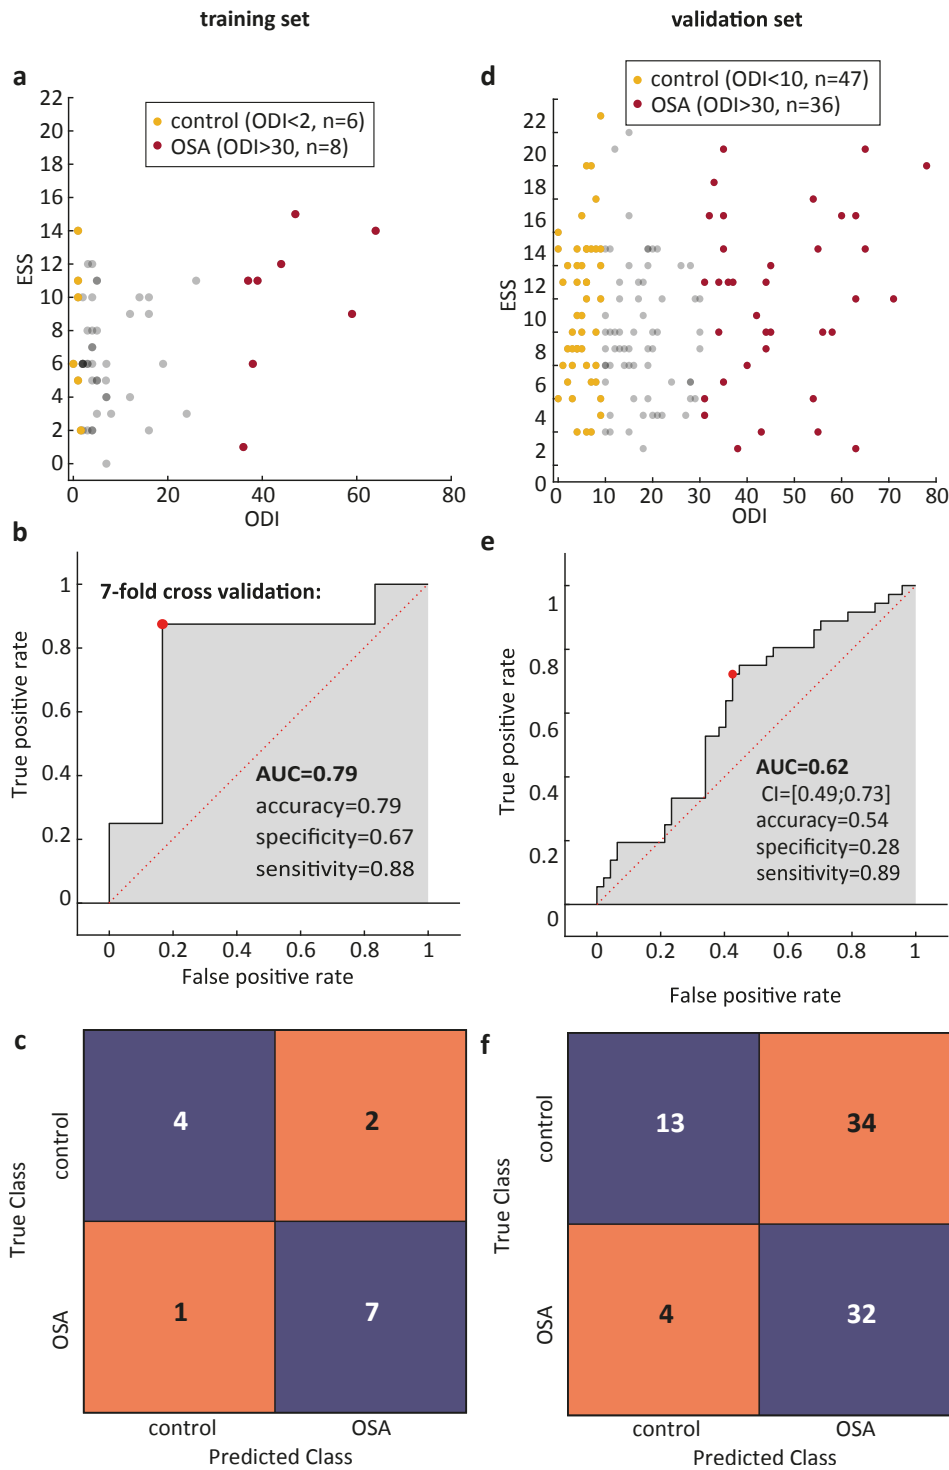 training set
validation set
a
control (ODI<2, n=6)
OSA (ODI>30, n=8)
22
20
18
16
14
12
10
8
6
4
2
0
ESS
0
20
40
60
80
ODI
d
control (ODI<10, n=47)
OSA (ODI>30, n=36)
22
20
18
16
14
12
10
8
6
4
2
0
ESS
0
10
20
30
40
50
60
70
80
ODI
b
7-fold cross validation:
1
0.8
0.6
0.4
0.2
0
True positive rate
AUC=0.79
accuracy=0.79
specificity=0.67
sensitivity=0.88
0
0.2
0.4
0.6
0.8
1
False positive rate
e
1
0.8
0.6
0.4
0.2
0
True positive rate
AUC=0.62
CI=[0.49;0.73]
accuracy=0.54
specificity=0.28
sensitivity=0.89
0
0.2
0.4
0.6
0.8
1
False positive rate
c
True Class
control
4
2
OSA
1
7
control
OSA
Predicted Class
f
True Class
control
13
34
OSA
4
32
control
OSA
Predicted Class